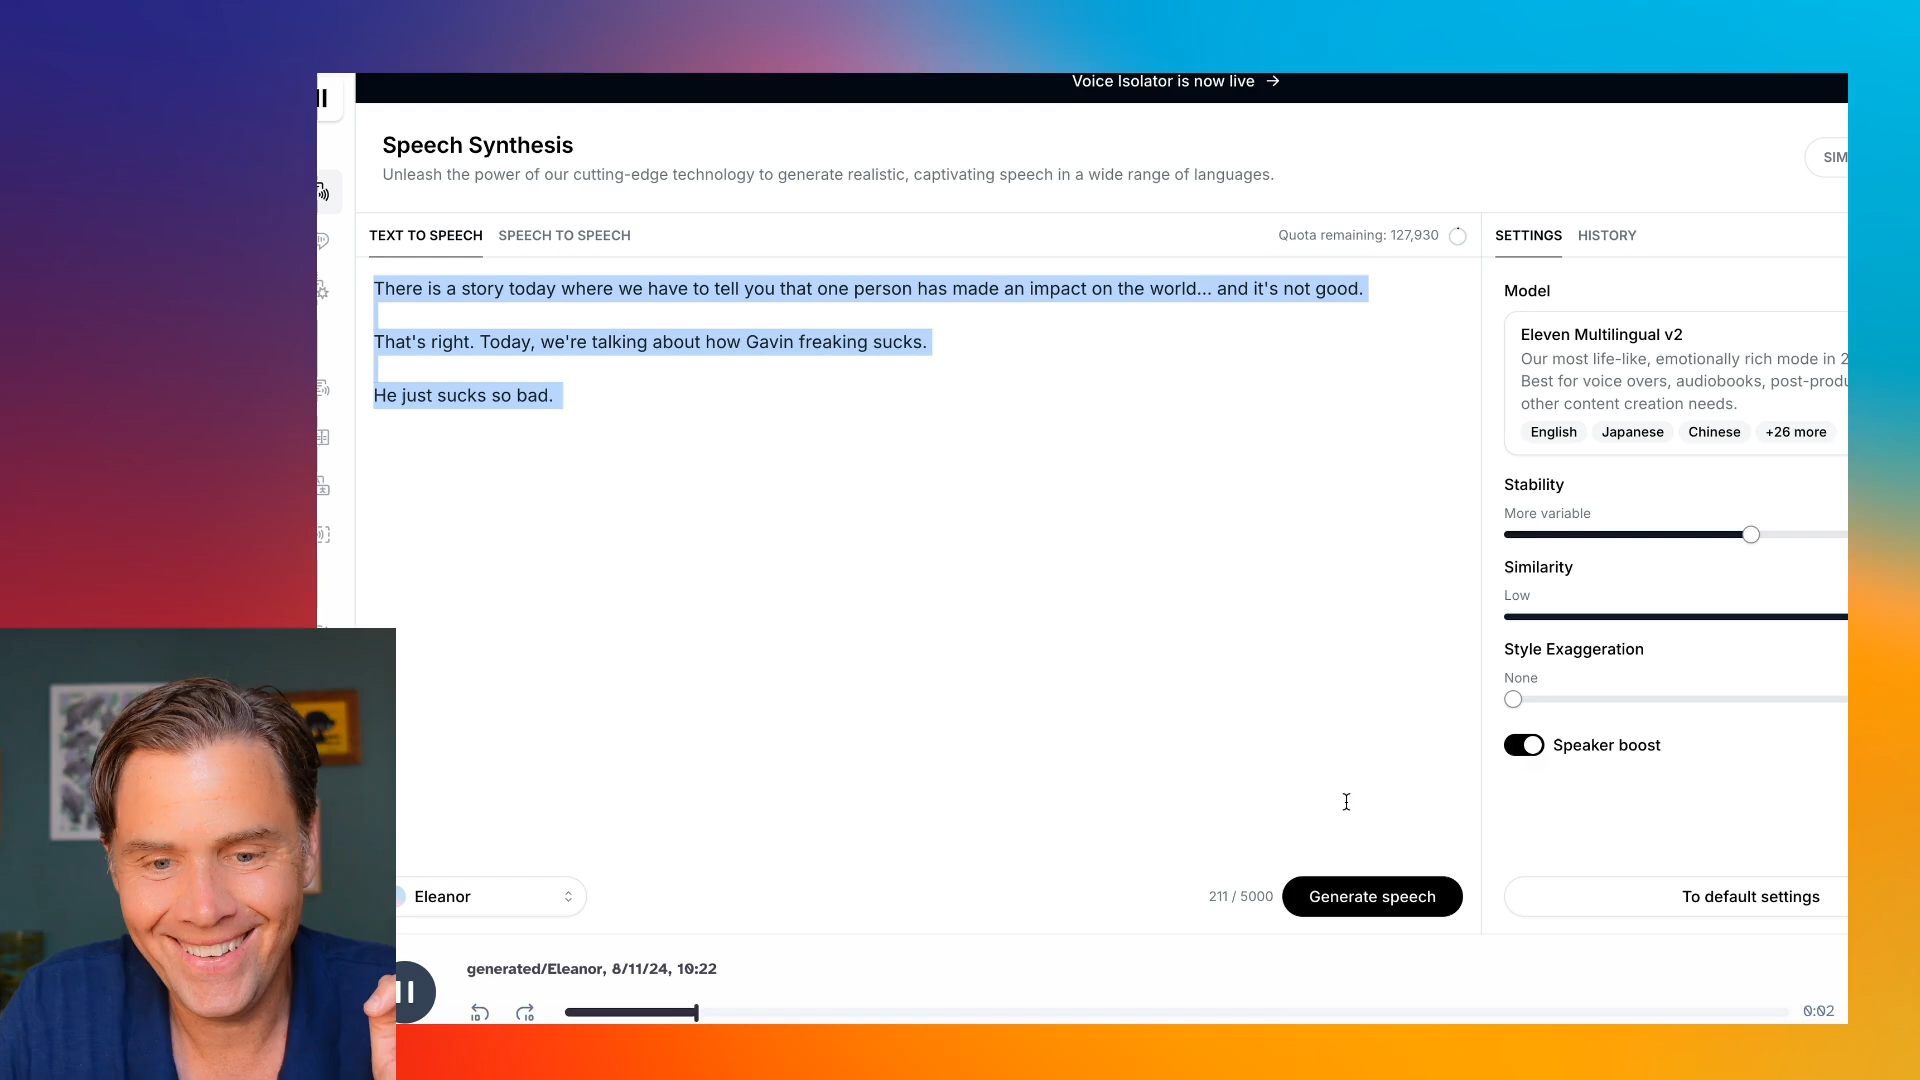 Voice Isolator is now live →
Speech Synthesis
SIM
Unleash the power of our cutting-edge technology to generate realistic, captivating speech in a wide range of languages.
TEXT TO SPEECH SPEECH TO SPEECH Quota remaining: 127,930 SETTINGS HISTORY
There is a story today where we have to tell you that one person has made an impact on the world... and it's not good.
That's right. Today, we're talking about how Gavin freaking sucks.
He just sucks so bad.
Model
Eleven Multilingual v2
Our most life-like, emotionally rich mode in 2
Best for voice overs, audiobooks, post-produ
other content creation needs.
English Japanese Chinese +26 more
Stability
More variable
Similarity
Low
Style Exaggeration
None
Speaker boost
Eleanor 211 / 5000 Generate speech To default settings
generated/Eleanor, 8/11/24, 10:22
10 10 0:02